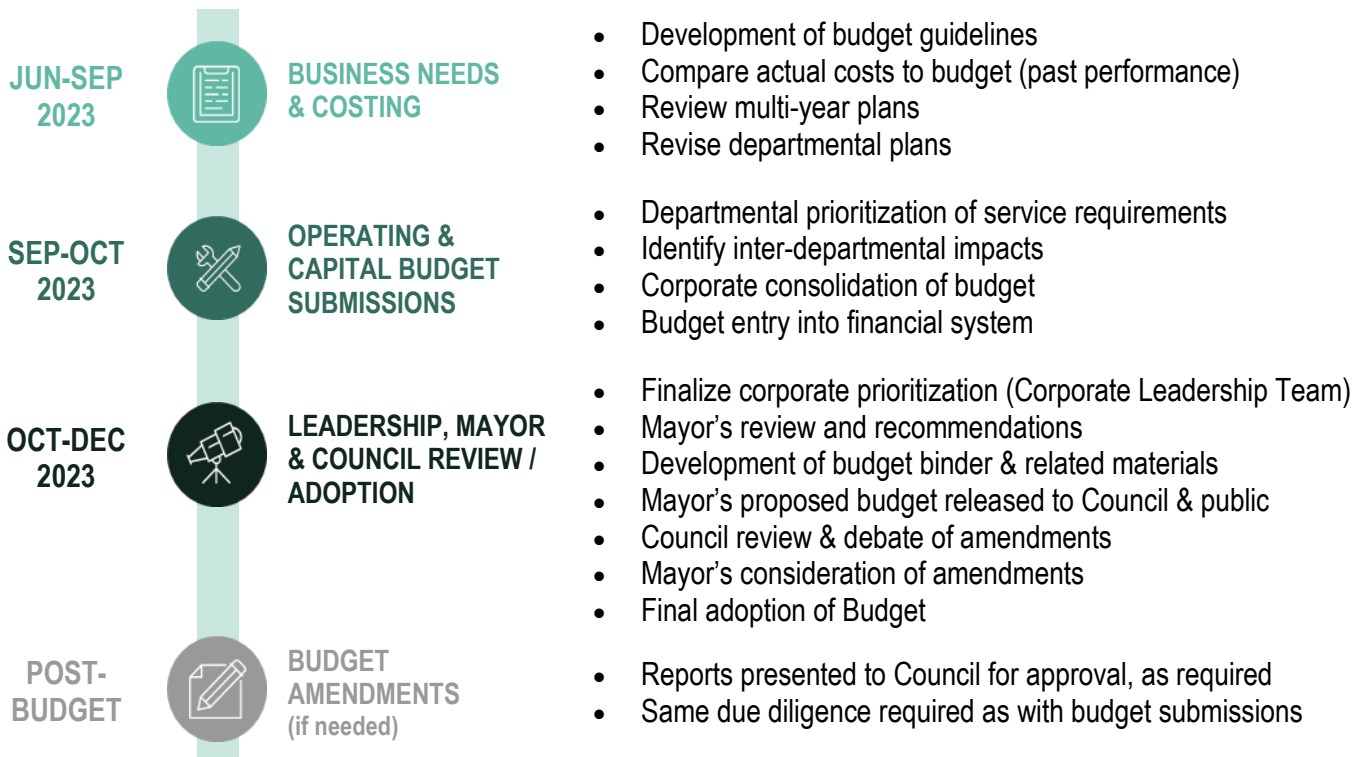 JUN-SEP
2023
BUSINESS NEEDS
& COSTING
• Development of budget guidelines
• Compare actual costs to budget (past performance)
• Review multi-year plans
• Revise departmental plans
SEP-OCT
2023
OPERATING &
CAPITAL BUDGET
SUBMISSIONS
• Departmental prioritization of service requirements
• Identify inter-departmental impacts
• Corporate consolidation of budget
• Budget entry into financial system
OCT-DEC
2023
LEADERSHIP, MAYOR
& COUNCIL REVIEW /
ADOPTION
• Finalize corporate prioritization (Corporate Leadership Team)
• Mayor’s review and recommendations
• Development of budget binder & related materials
• Mayor’s proposed budget released to Council & public
• Council review & debate of amendments
• Mayor’s consideration of amendments
• Final adoption of Budget
POST-
BUDGET
BUDGET
AMENDMENTS
(if needed)
• Reports presented to Council for approval, as required
• Same due diligence required as with budget submissions